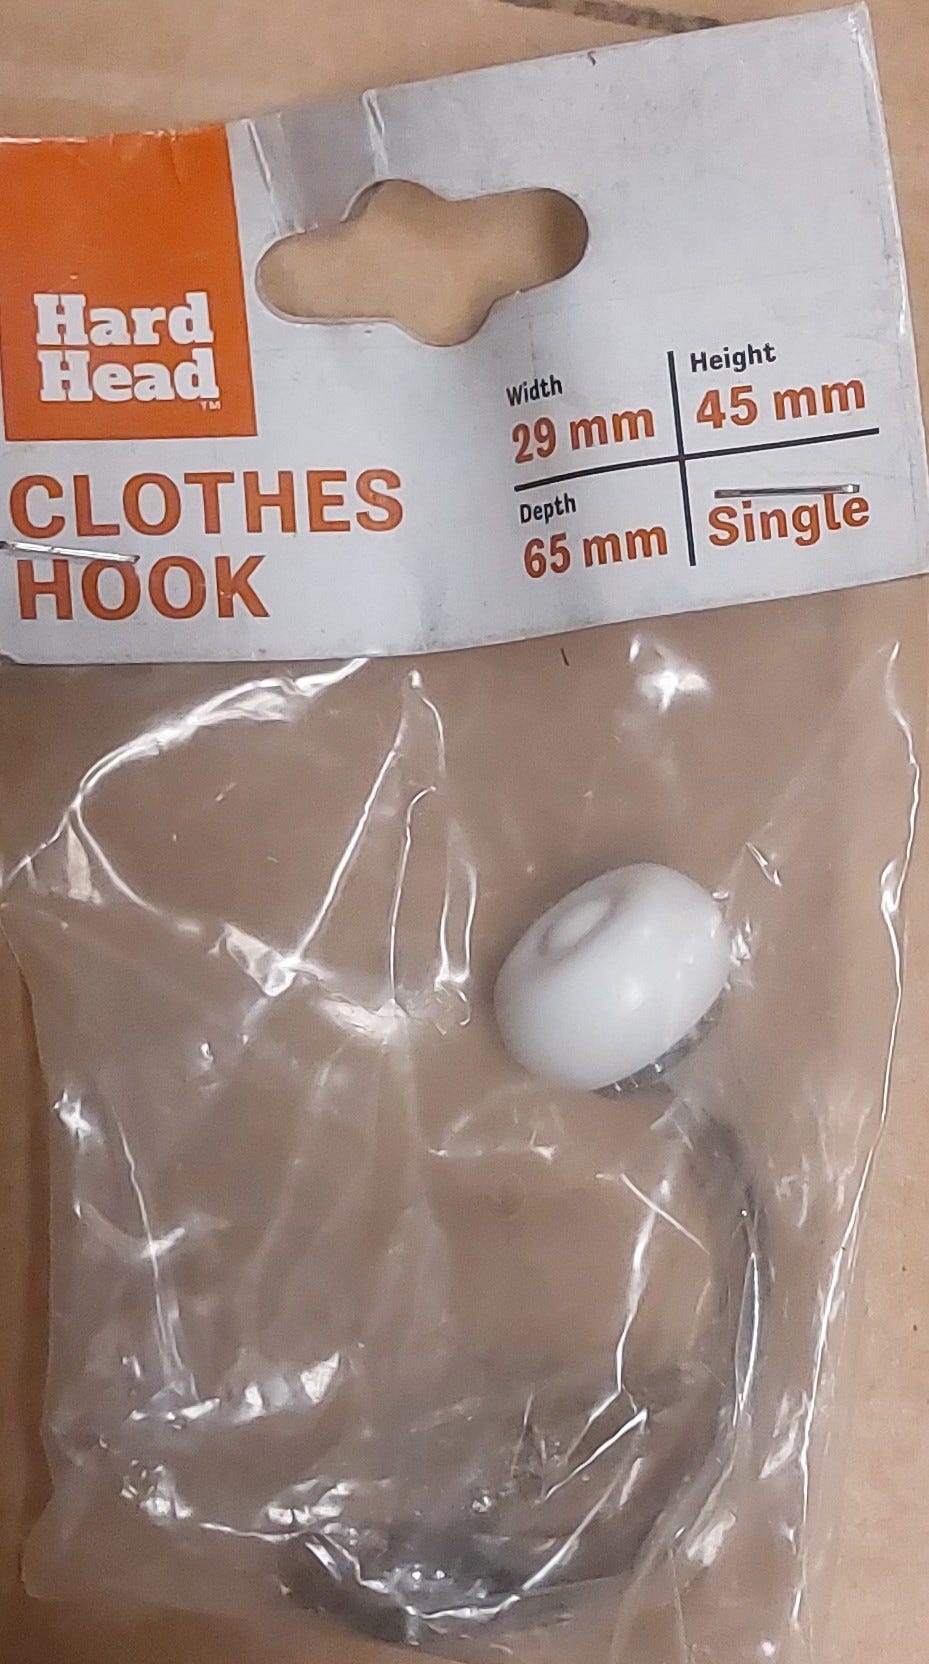 Hard
Head
TM
CLOTHES
HOOK
Width
29 mm
Height
45 mm
Depth
65 mm
Single